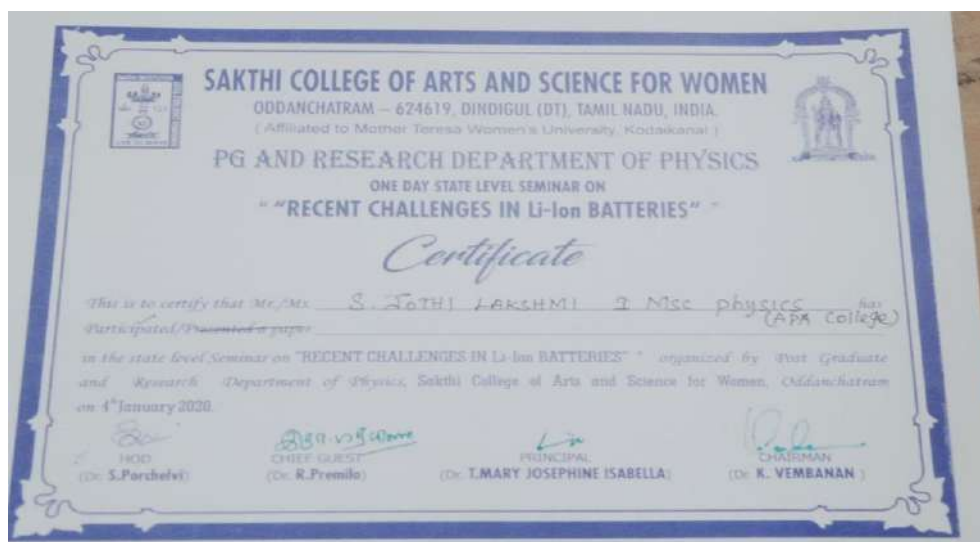 SAKTHI COLLEGE OF ARTS AND SCIENCE FOR WOMEN
ODDANCHATRAM – 624619, DINDIGUL (DT), TAMIL NADU, INDIA.
( Affiliated to Mother Teresa Women's University, Kodaikanal )
PG AND RESEARCH DEPARTMENT OF PHYSICS
ONE DAY STATE LEVEL SEMINAR ON
" "RECENT CHALLENGES IN Li-Ion BATTERIES" "
Certificate
This is to certify that Mr./Ms. S. JOTHI LAKSHMI I MSc physics has
(APA College)
Participated/Presented a paper
in the state level Seminar on "RECENT CHALLENGES IN Li-Ion BATTERIES" " organized by Post Graduate
and Research Department of Physics, Sakthi College of Arts and Science for Women, Oddanchatram
on 4th January 2020.
HOD CHIEF GUEST PRINCIPAL CHAIRMAN
(Dr. S.Porchelvi) (Dr. R.Premila) (Dr. T.MARY JOSEPHINE ISABELLA) (Dr. K. VEMBANAN )